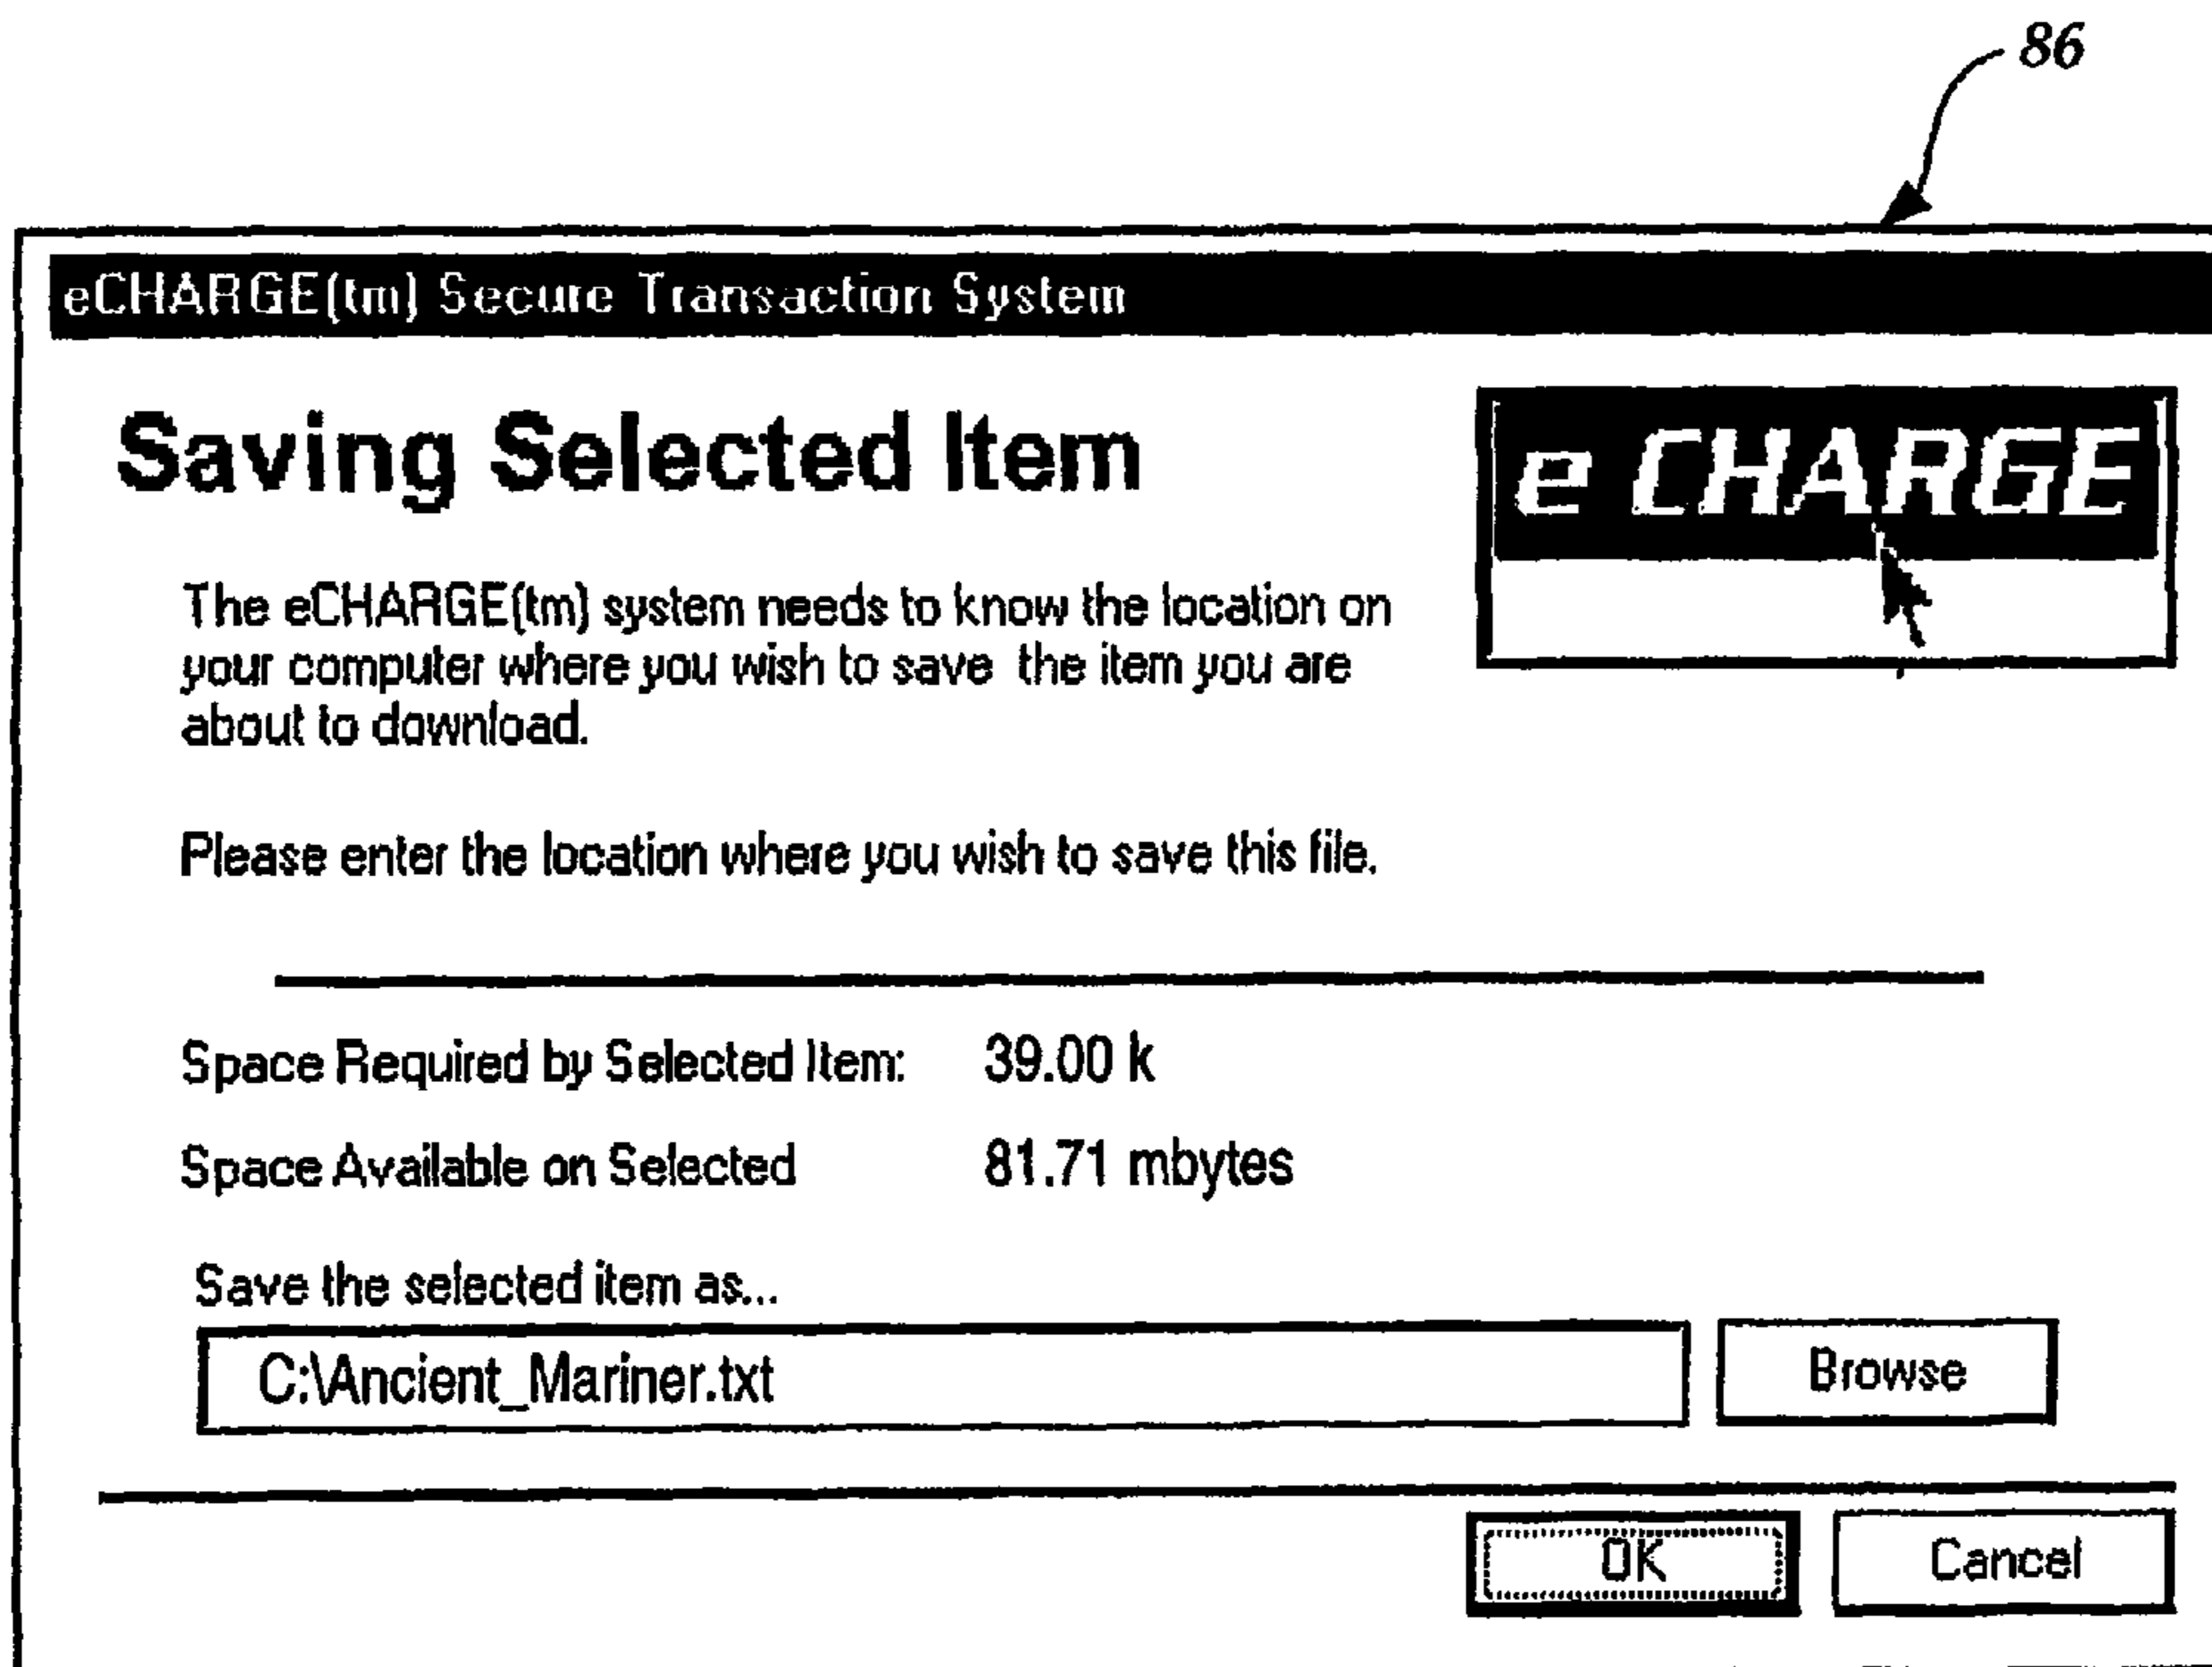 86
eCHARGE(tm) Secure Transaction System
Saving Selected Item
e CHARGE
The eCHARGE(tm) system needs to know the location on
your computer where you wish to save the item you are
about to download.
Please enter the location where you wish to save this file.
Space Required by Selected Item: 39.00 k
Space Available on Selected 81.71 mbytes
Save the selected item as...
C:\Ancient_Mariner.txt Browse
OK Cancel